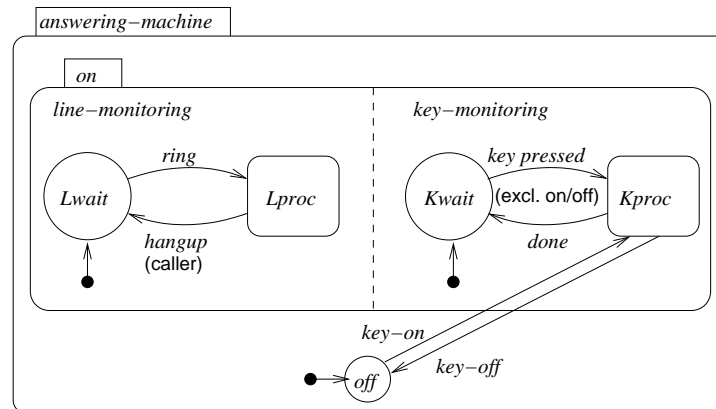 answering-machine
on
line-monitoring
key-monitoring
ring
key pressed
Lwait
Lproc
Kwait
(excl. on/off)
Kproc
hangup
(caller)
done
key-on
key-off
off